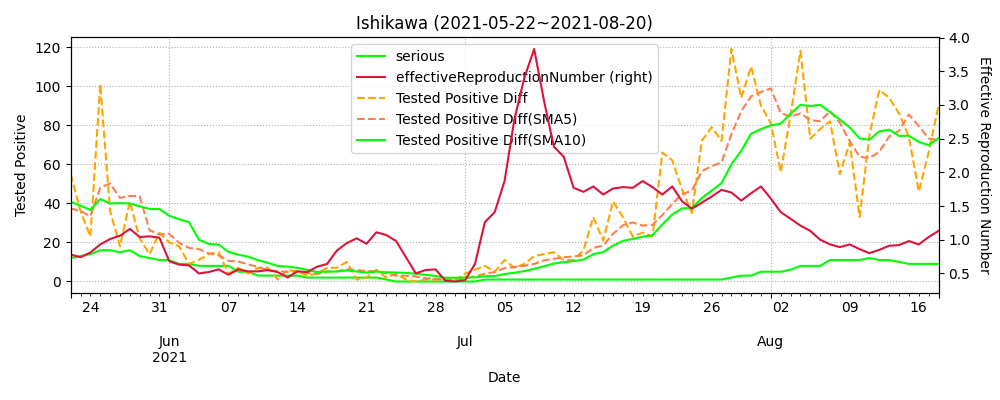 Ishikawa (2021-05-22~2021-08-20)
serious
effectiveReproductionNumber (right)
Tested Positive Diff
Tested Positive Diff(SMA5)
Tested Positive Diff(SMA10)
Tested Positive
120
100
80
60
40
20
0
4.0
3.5
3.0
2.5
2.0
1.5
1.0
0.5
Effective Reproduction Number
24 31 07 14 21 28 05 12 19 26 02 09 16
Jun Jul Aug
2021
Date